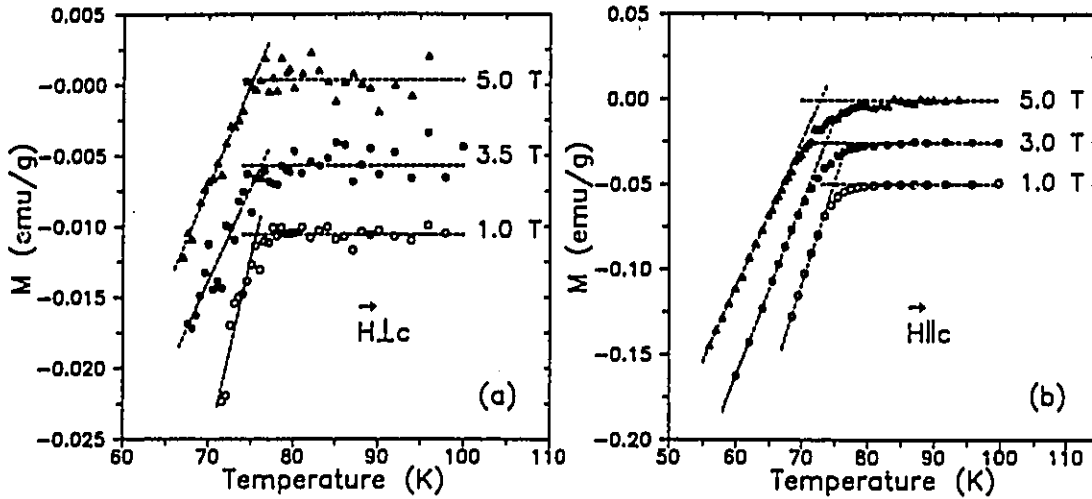 0.005
-0.000
-0.005
-0.010
-0.015
-0.020
-0.025
M (emu/g)
60 70 80 90 100 110
Temperature (K)
5.0 T
3.5 T
1.0 T
H⊥c
(a)
0.05
0.00
-0.05
-0.10
-0.15
-0.20
M (emu/g)
50 60 70 80 90 100 110
Temperature (K)
5.0 T
3.0 T
1.0 T
H||c
(b)